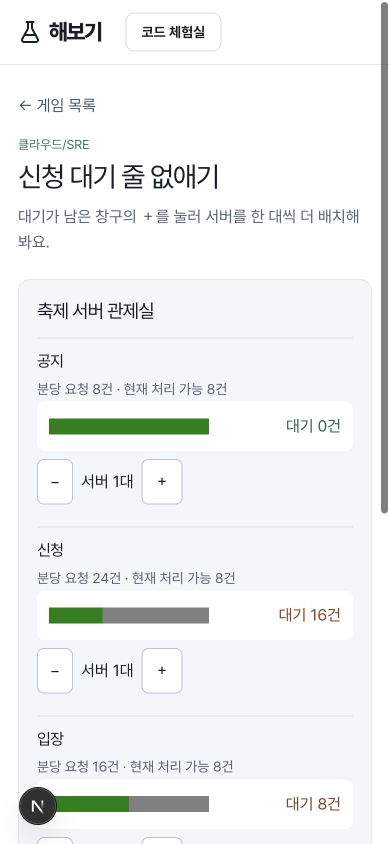 해보기
코드 체험실
← 게임 목록
클라우드/SRE
신청 대기 줄 없애기
대기가 남은 창구의 +를 눌러 서버를 한 대씩 더 배치해
봐요.
축제 서버 관제실
공지
분당 요청 8건 · 현재 처리 가능 8건
대기 0건
− 서버 1대 +
신청
분당 요청 24건 · 현재 처리 가능 8건
대기 16건
− 서버 1대 +
입장
분당 요청 16건 · 현재 처리 가능 8건
N
대기 8건